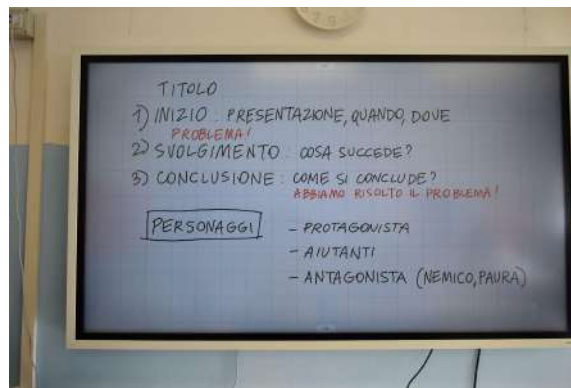 TITOLO
1) INIZIO: PRESENTAZIONE, QUANDO, DOVE
PROBLEMA!
2) SVOLGIMENTO: COSA SUCCEDE?
3) CONCLUSIONE: COME SI CONCLUDE?
ABBIAMO RISOLTO IL PROBLEMA!
PERSONAGGI - PROTAGONISTA
- AIUTANTI
- ANTAGONISTA (NEMICO, PAURA)